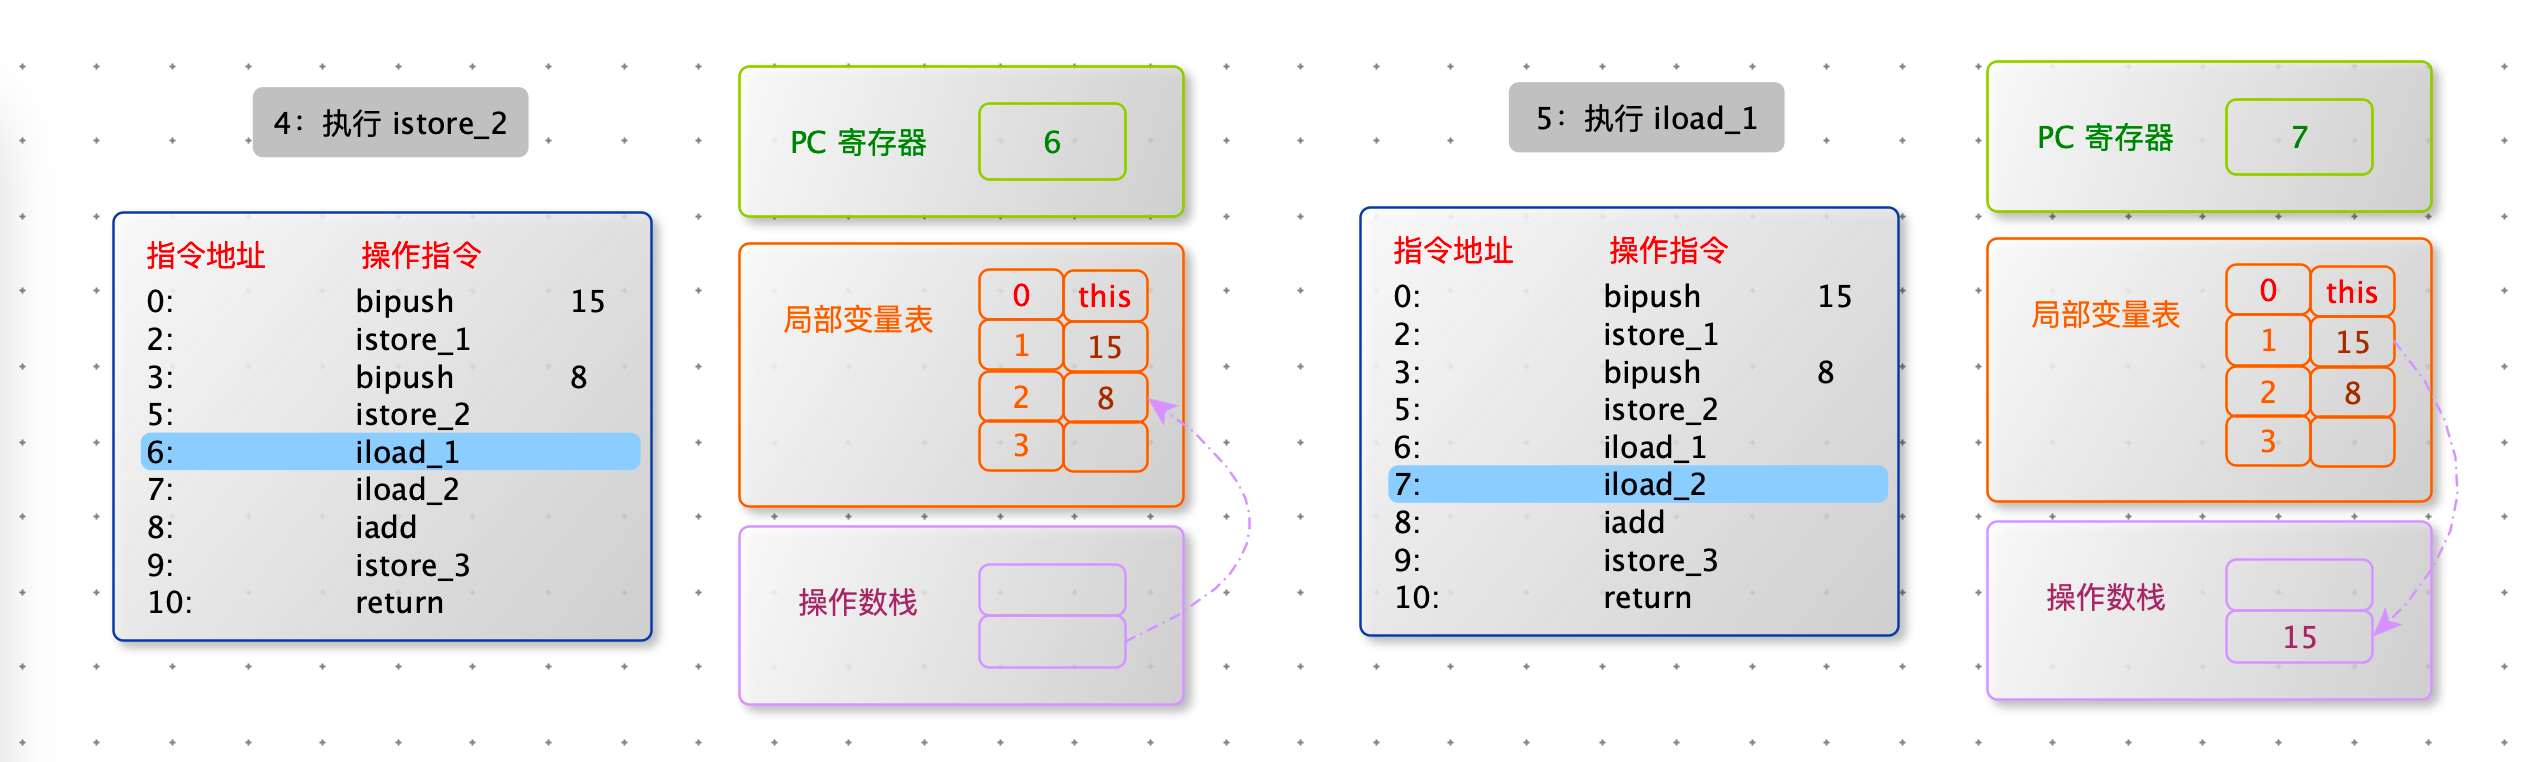 4：执行 istore_2
指令地址 操作指令
0: bipush 15
2: istore_1
3: bipush 8
5: istore_2
6: iload_1
7: iload_2
8: iadd
9: istore_3
10: return
PC 寄存器 6
局部变量表
0 this
1 15
2 8
3
操作数栈
5：执行 iload_1
指令地址 操作指令
0: bipush 15
2: istore_1
3: bipush 8
5: istore_2
6: iload_1
7: iload_2
8: iadd
9: istore_3
10: return
PC 寄存器 7
局部变量表
0 this
1 15
2 8
3
操作数栈
15